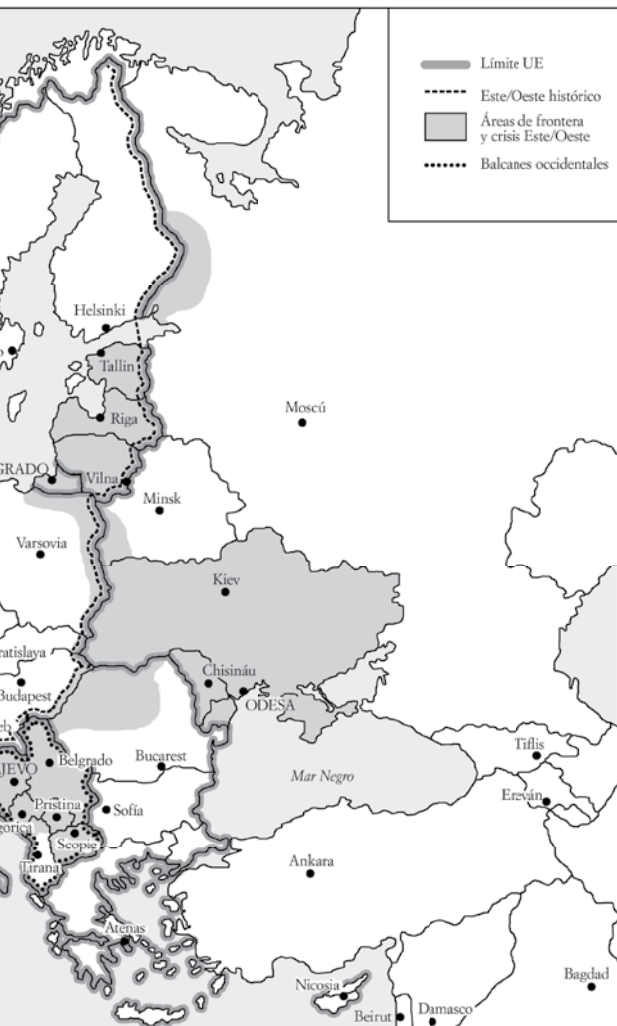 Límite UE
Este/Oeste histórico
Áreas de frontera
y crisis Este/Oeste
Balcanes occidentales
Helsinki
Tallin
Moscú
Riga
GRADO
Vilna
Minsk
Varsovia
Kiev
ratislaya
Chisináu
Budapest
ODESA
eb
Tiflis
Belgrado
Bucarest
JEVO
Mar Negro
Ereván
Pristina
Sofía
gorica
Scopie
Tirana
Ankara
Atenas
Bagdad
Nicosia
Damasco
Beirut